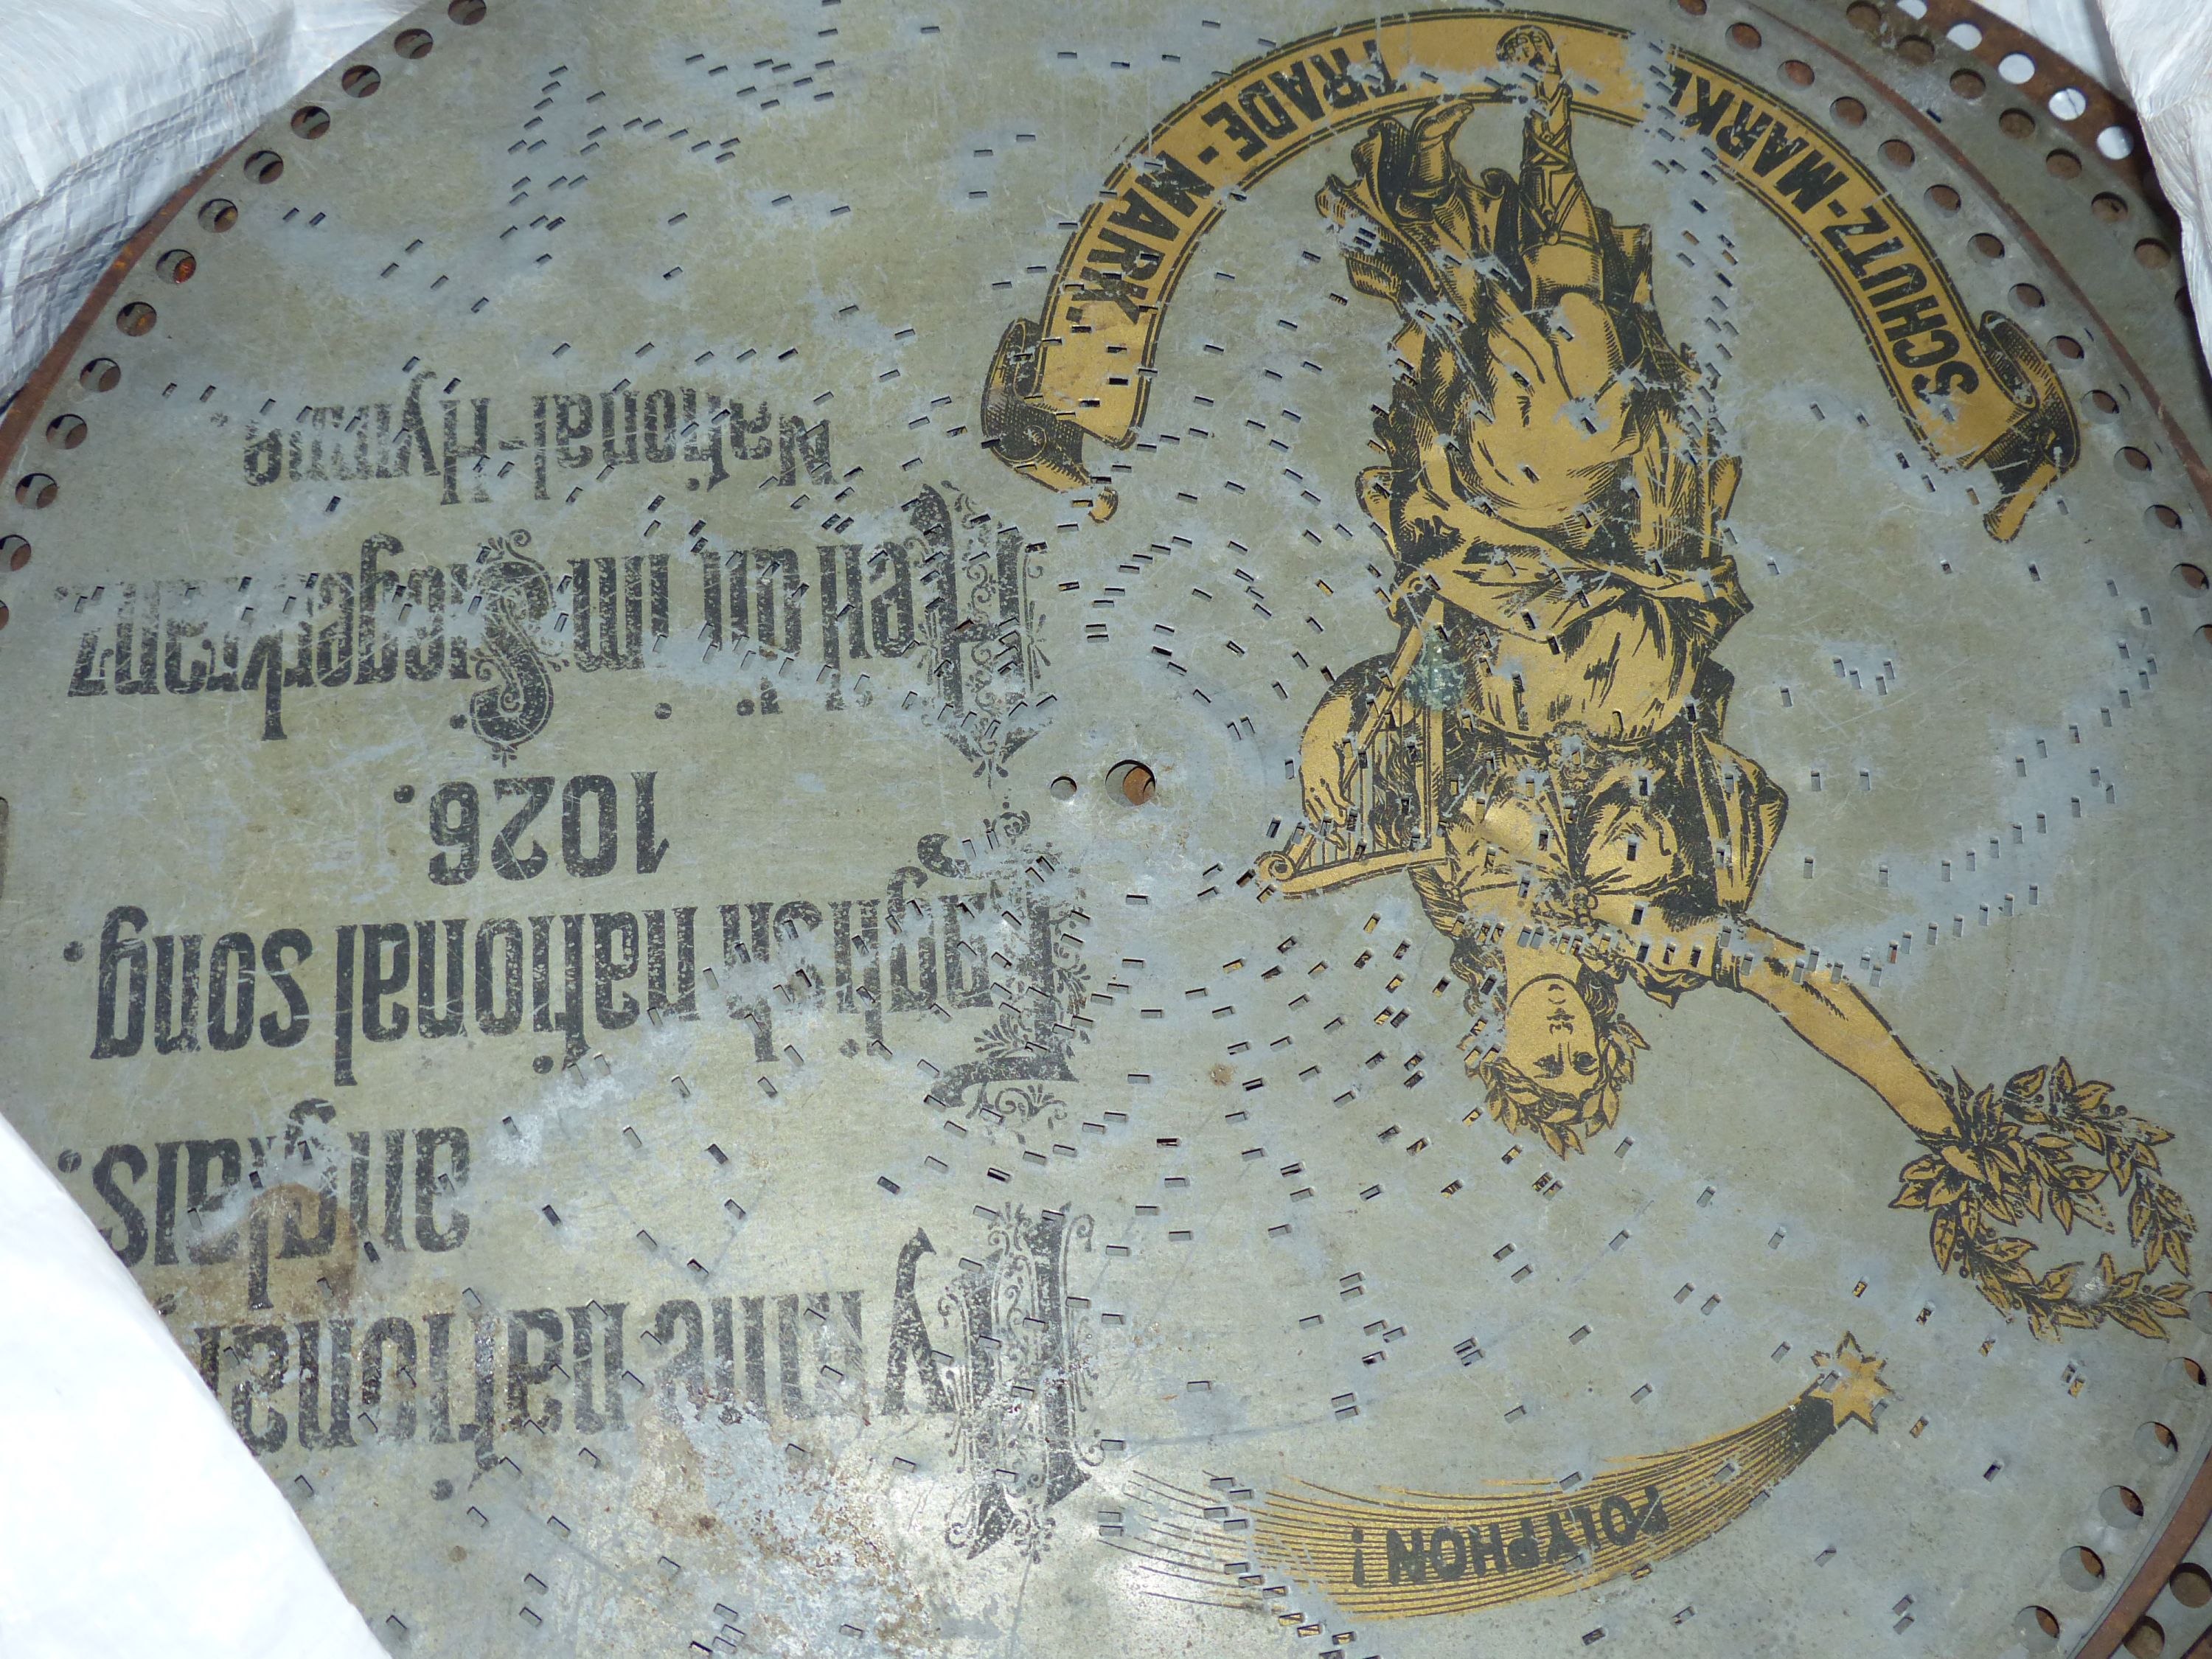 POLYPHON!
SCHUTZ-MARKE
TRADE-MARK.
Hymne national
anglais.
English national song.
1026.
Heil dir im Siegerkranz.
National-Hymne.